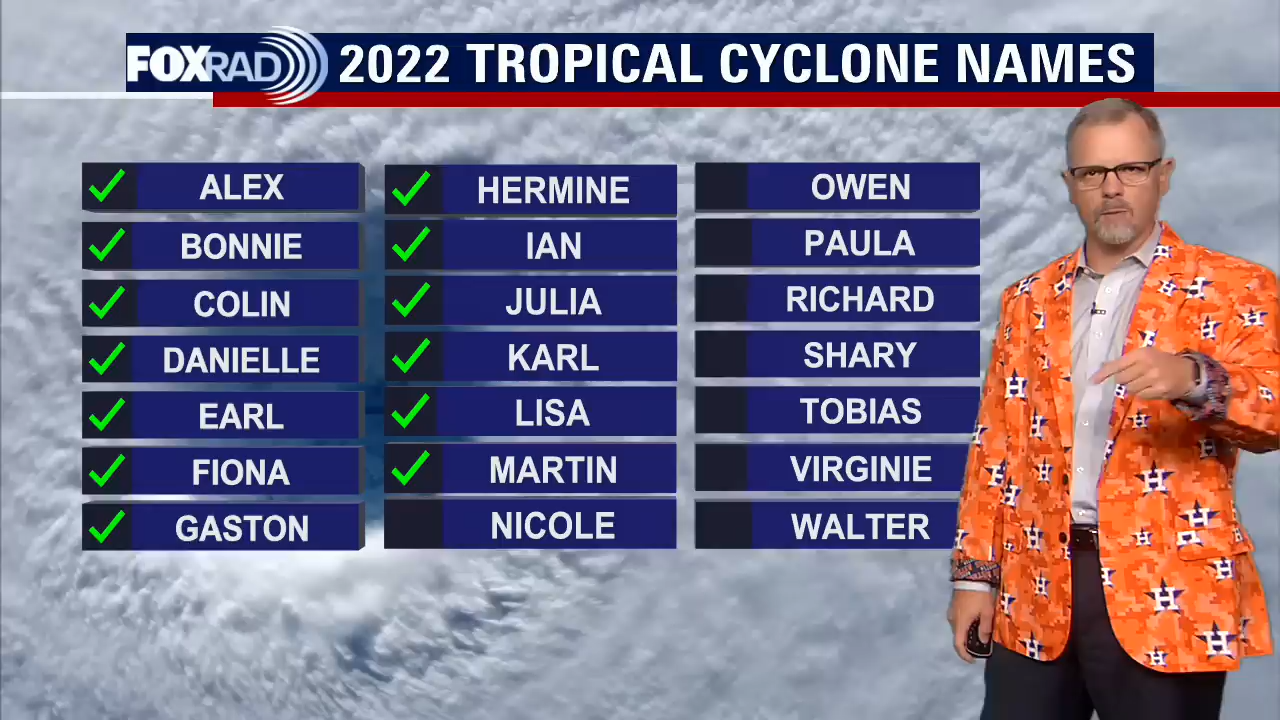 FOXRAD 2022 TROPICAL CYCLONE NAMES
ALEX
BONNIE
COLIN
DANIELLE
EARL
FIONA
GASTON
HERMINE
IAN
JULIA
KARL
LISA
MARTIN
NICOLE
OWEN
PAULA
RICHARD
SHARY
TOBIAS
VIRGINIE
WALTER
H
H
H
H
H
H
H
H